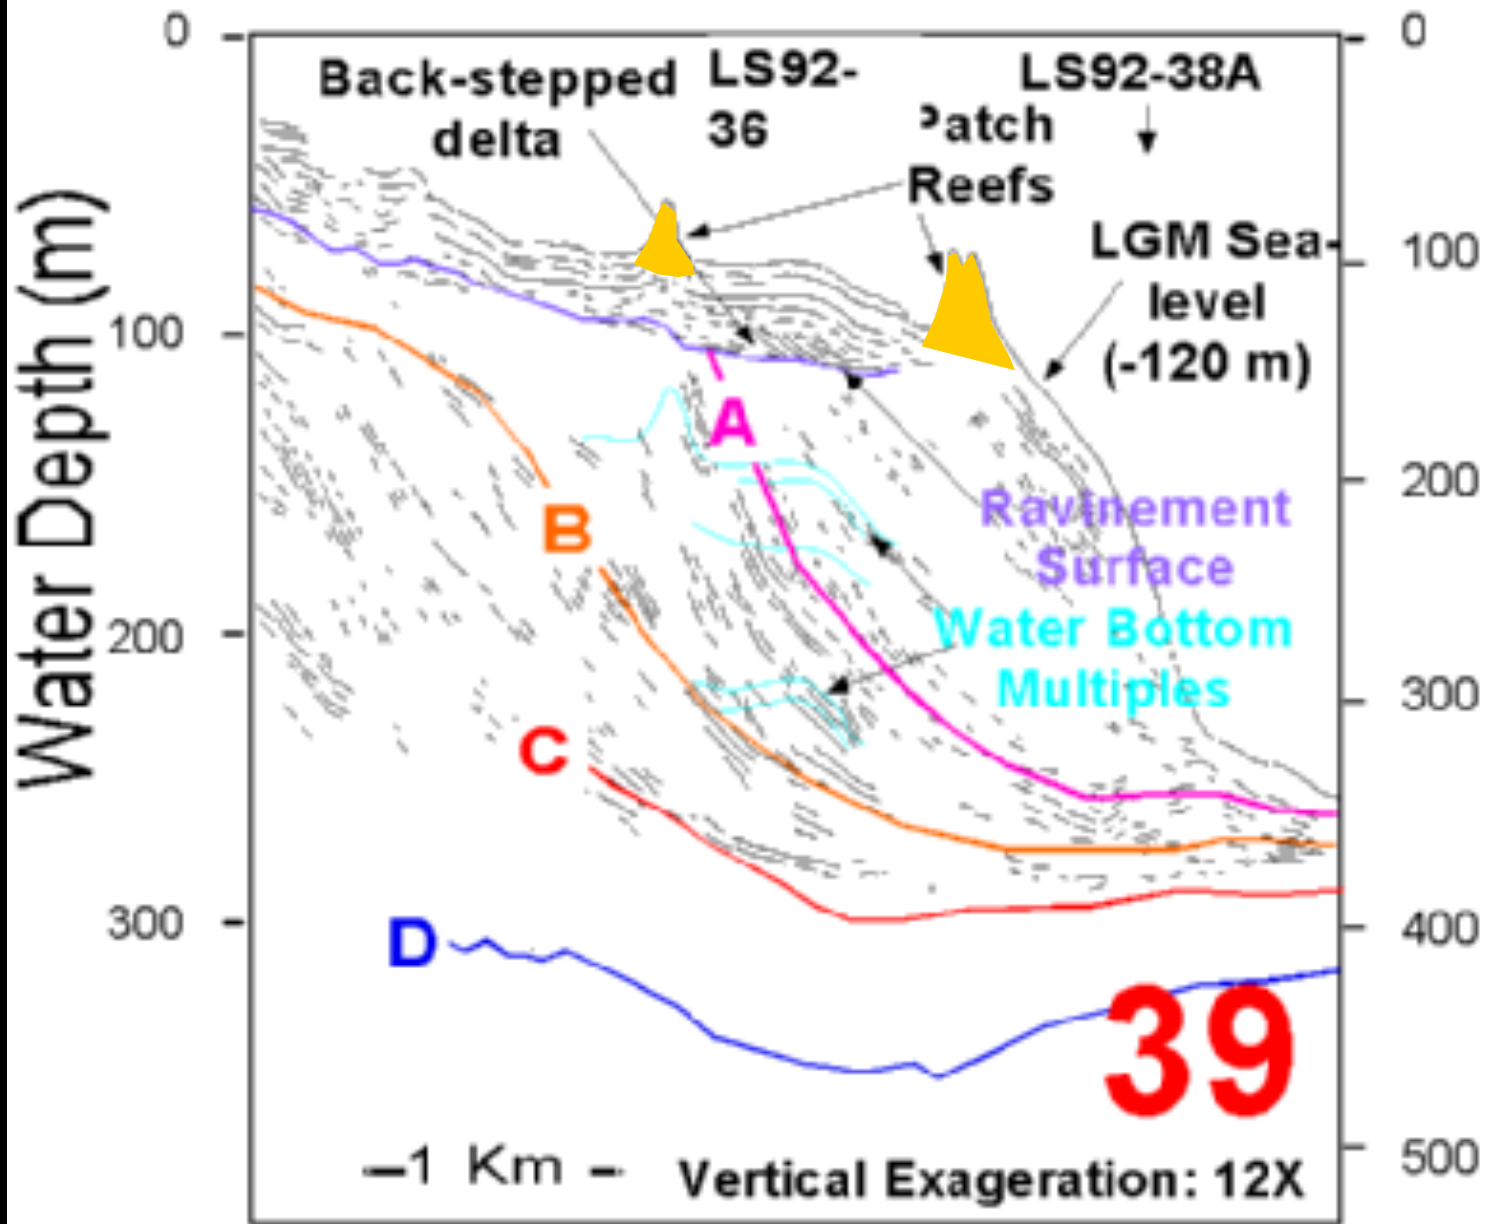 0
0
Back-stepped
delta
LS92-
36
LS92-38A
Patch
Reefs
LGM Sea-
level
(-120 m)
Water Depth (m)
100
200
300
100
200
300
400
500
A
B
C
D
Ravinement
Surface
Water Bottom
Multiples
39
1 Km
Vertical Exageration: 12X